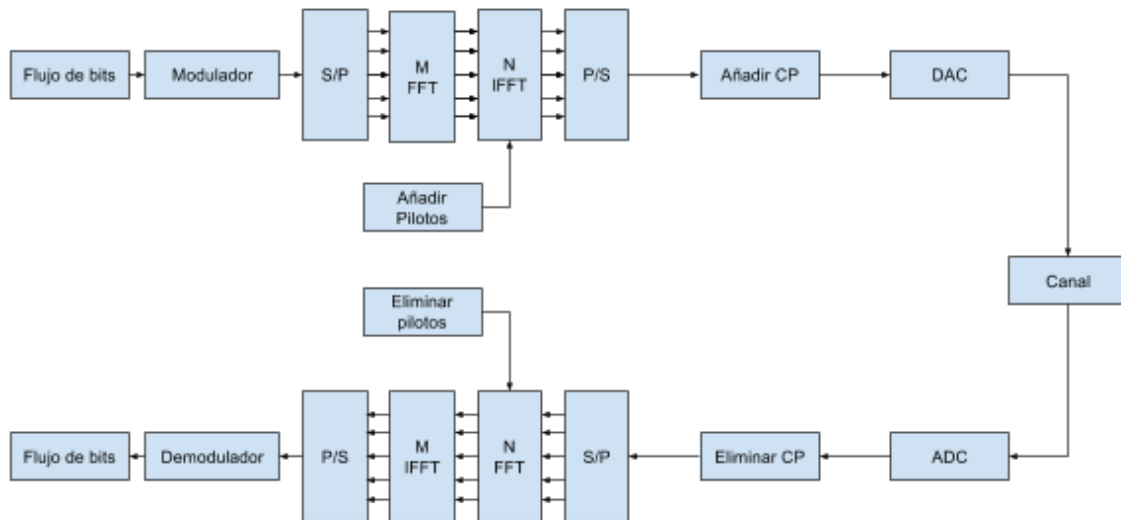 Flujo de bits
Modulador
S/P
M
FFT
N
IFFT
P/S
Añadir CP
DAC
Añadir
Pilotos
Canal
Eliminar
pilotos
Flujo de bits
Demodulador
P/S
M
IFFT
N
FFT
S/P
Eliminar CP
ADC